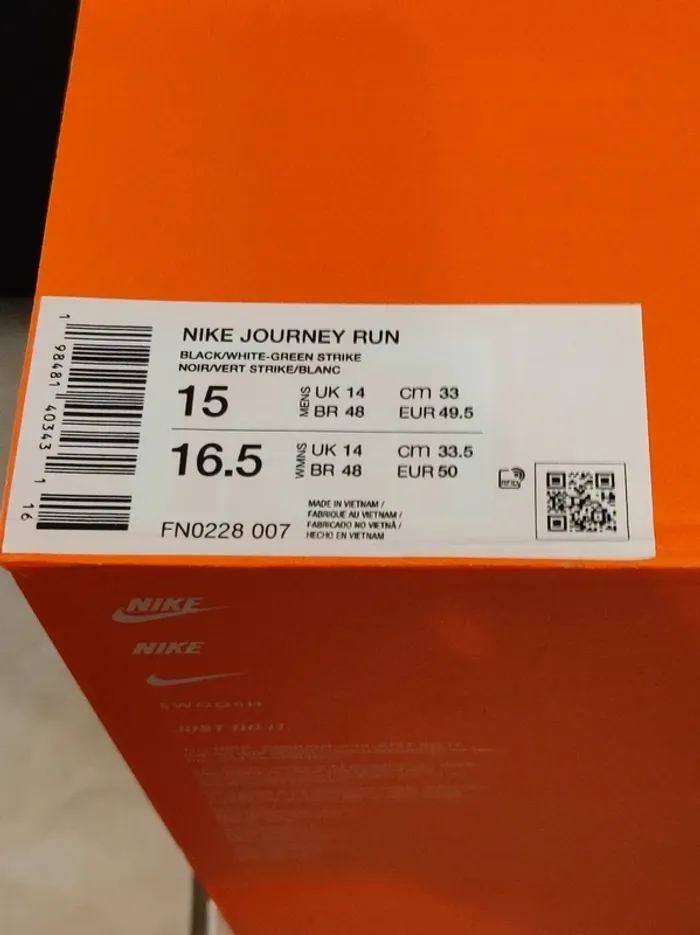 NIKE JOURNEY RUN
BLACK/WHITE-GREEN STRIKE
NOIR/VERT STRIKE/BLANC
15 MENS UK 14 cm 33
BR 48 EUR 49.5
16.5 WMNS UK 14 cm 33.5
BR 48 EUR 50
MADE IN VIETNAM /
FABRIQUE AU VIETNAM /
FABRICADO NO VIETNÃ /
HECHO EN VIETNAM
FN0228 007
1 98481 40343 1 16
RFID
NIKE
NIKE
SWOOSH
JUST DO IT.